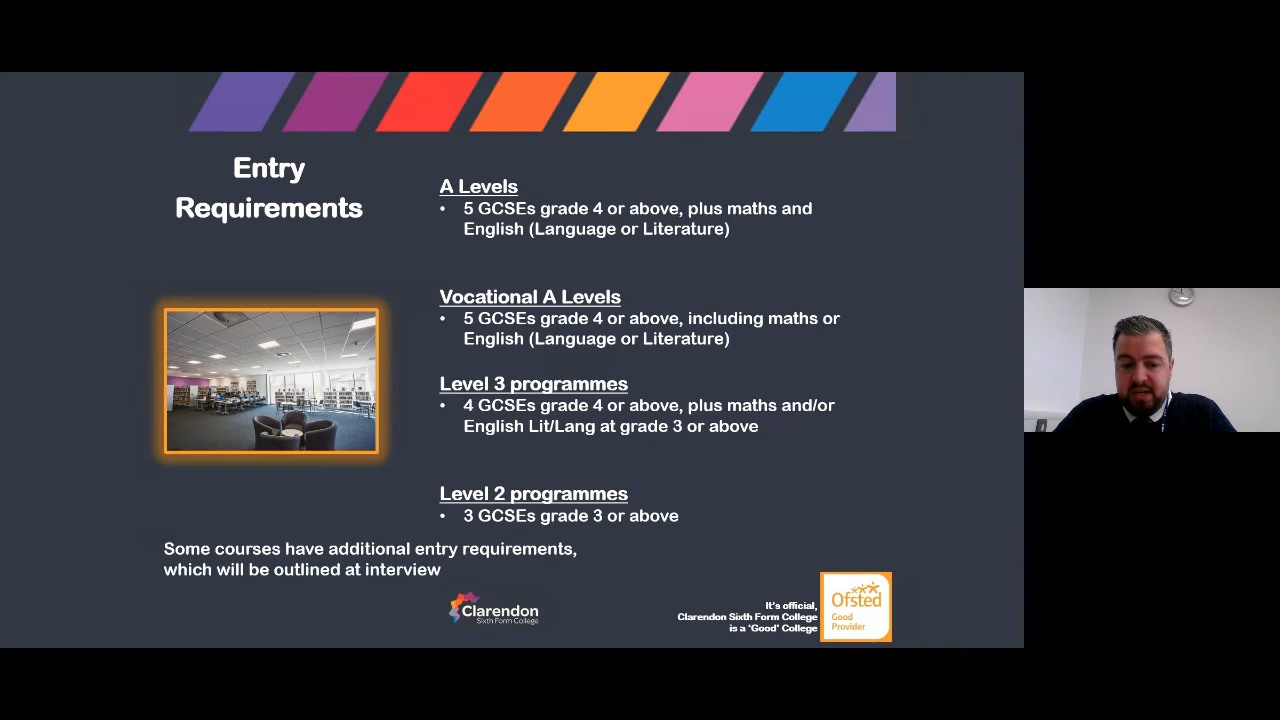 Entry
Requirements
A Levels
• 5 GCSEs grade 4 or above, plus maths and
English (Language or Literature)
Vocational A Levels
• 5 GCSEs grade 4 or above, including maths or
English (Language or Literature)
Level 3 programmes
• 4 GCSEs grade 4 or above, plus maths and/or
English Lit/Lang at grade 3 or above
Level 2 programmes
• 3 GCSEs grade 3 or above
Some courses have additional entry requirements,
which will be outlined at interview
Clarendon
Sixth Form College
It's official,
Clarendon Sixth Form College
is a 'Good' College
Ofsted
Good
Provider